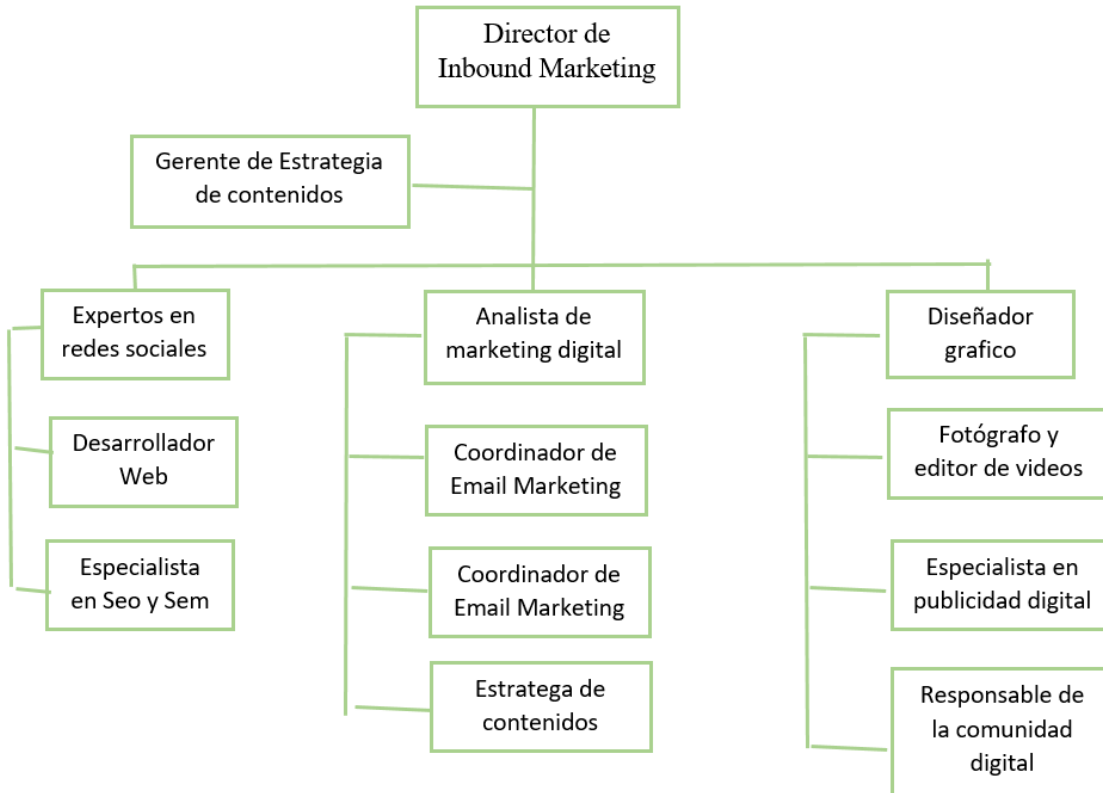 Director de
Inbound Marketing
Gerente de Estrategia
de contenidos
Expertos en
redes sociales
Desarrollador
Web
Especialista
en Seo y Sem
Analista de
marketing digital
Coordinador de
Email Marketing
Coordinador de
Email Marketing
Estratega de
contenidos
Diseñador
grafico
Fotógrafo y
editor de videos
Especialista en
publicidad digital
Responsable de
la comunidad
digital